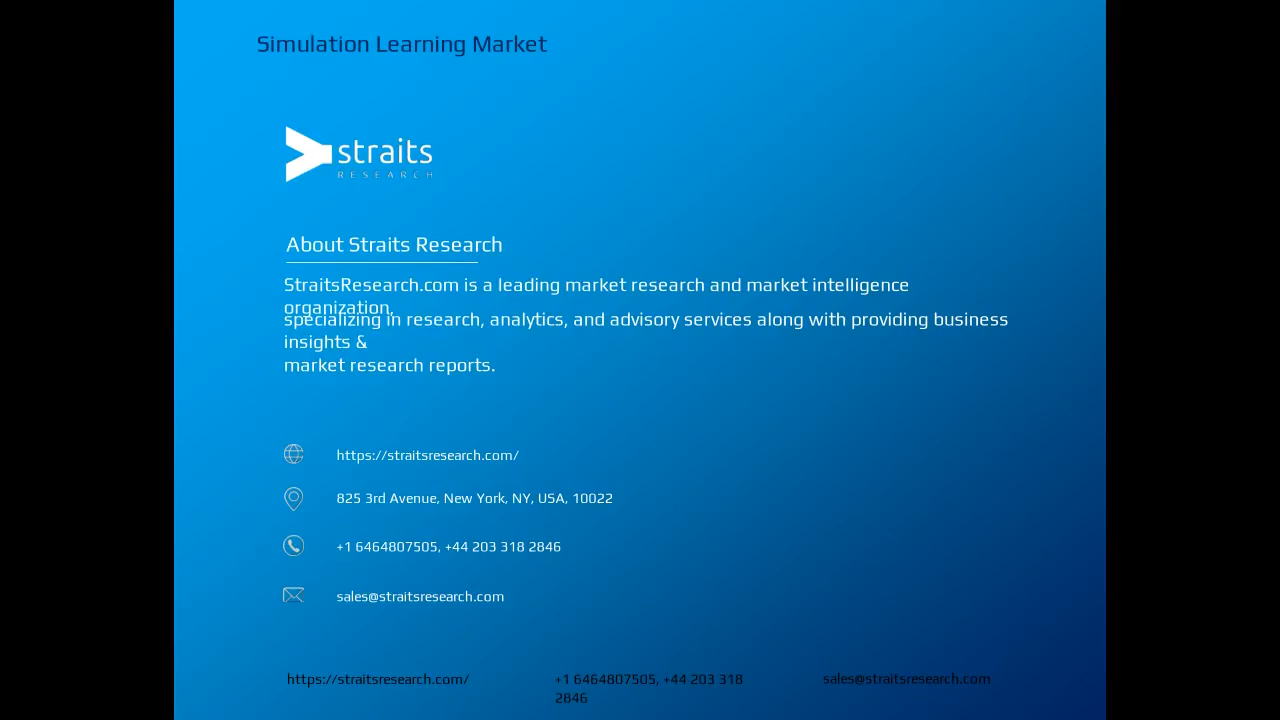 Simulation Learning Market
straits
RESEARCH
About Straits Research
StraitsResearch.com is a leading market research and market intelligence
organization,
specializing in research, analytics, and advisory services along with providing business
insights &
market research reports.
https://straitsresearch.com/
825 3rd Avenue, New York, NY, USA, 10022
+1 6464807505, +44 203 318 2846
sales@straitsresearch.com
https://straitsresearch.com/
+1 6464807505, +44 203 318
2846
sales@straitsresearch.com